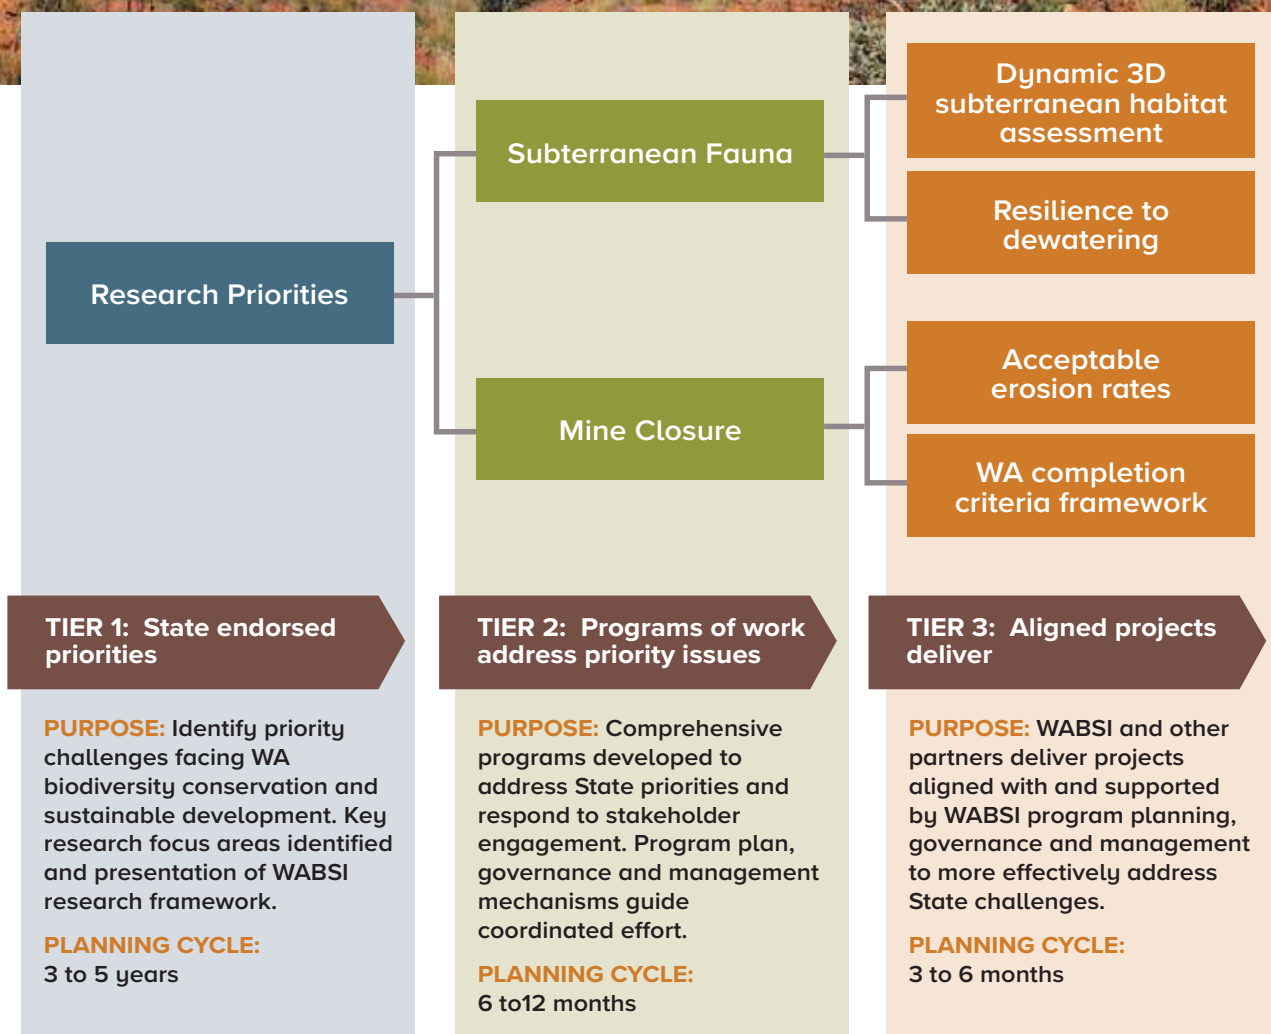 Dynamic 3D
subterranean habitat
assessment
Subterranean Fauna
Resilience to
dewatering
Research Priorities
Acceptable
erosion rates
Mine Closure
WA completion
criteria framework
TIER 1: State endorsed
priorities
PURPOSE: Identify priority
challenges facing WA
biodiversity conservation and
sustainable development. Key
research focus areas identified
and presentation of WABSI
research framework.
PLANNING CYCLE:
3 to 5 years
TIER 2: Programs of work
address priority issues
PURPOSE: Comprehensive
programs developed to
address State priorities and
respond to stakeholder
engagement. Program plan,
governance and management
mechanisms guide
coordinated effort.
PLANNING CYCLE:
6 to12 months
TIER 3: Aligned projects
deliver
PURPOSE: WABSI and other
partners deliver projects
aligned with and supported
by WABSI program planning,
governance and management
to more effectively address
State challenges.
PLANNING CYCLE:
3 to 6 months